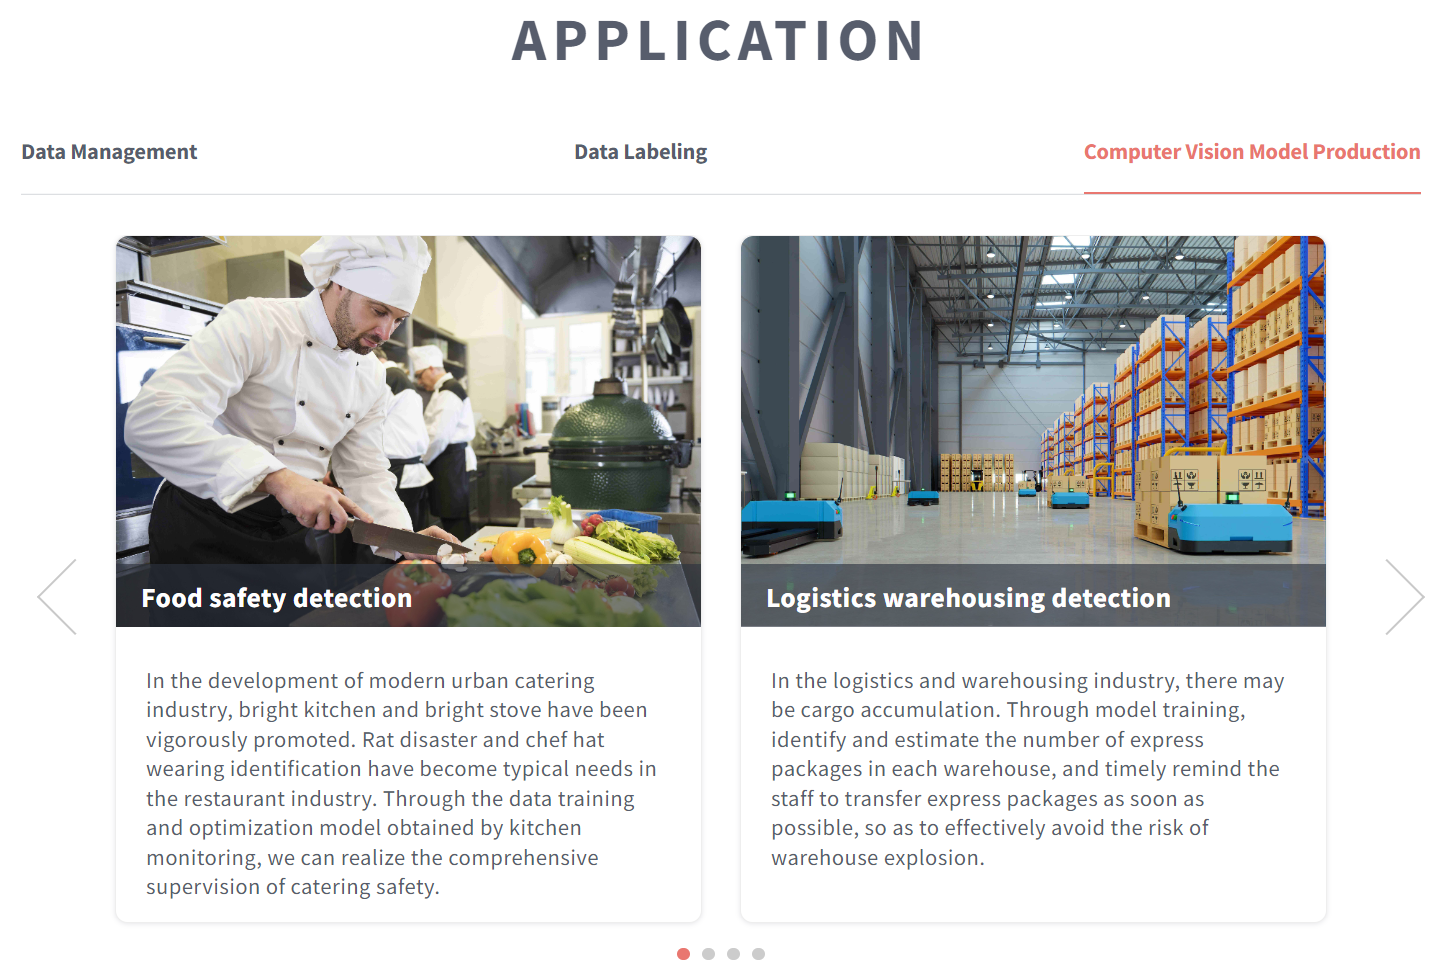 APPLICATION
Data Management
Data Labeling
Computer Vision Model Production
Food safety detection
In the development of modern urban catering
industry, bright kitchen and bright stove have been
vigorously promoted. Rat disaster and chef hat
wearing identification have become typical needs in
the restaurant industry. Through the data training
and optimization model obtained by kitchen
monitoring, we can realize the comprehensive
supervision of catering safety.
Logistics warehousing detection
In the logistics and warehousing industry, there may
be cargo accumulation. Through model training,
identify and estimate the number of express
packages in each warehouse, and timely remind the
staff to transfer express packages as soon as
possible, so as to effectively avoid the risk of
warehouse explosion.